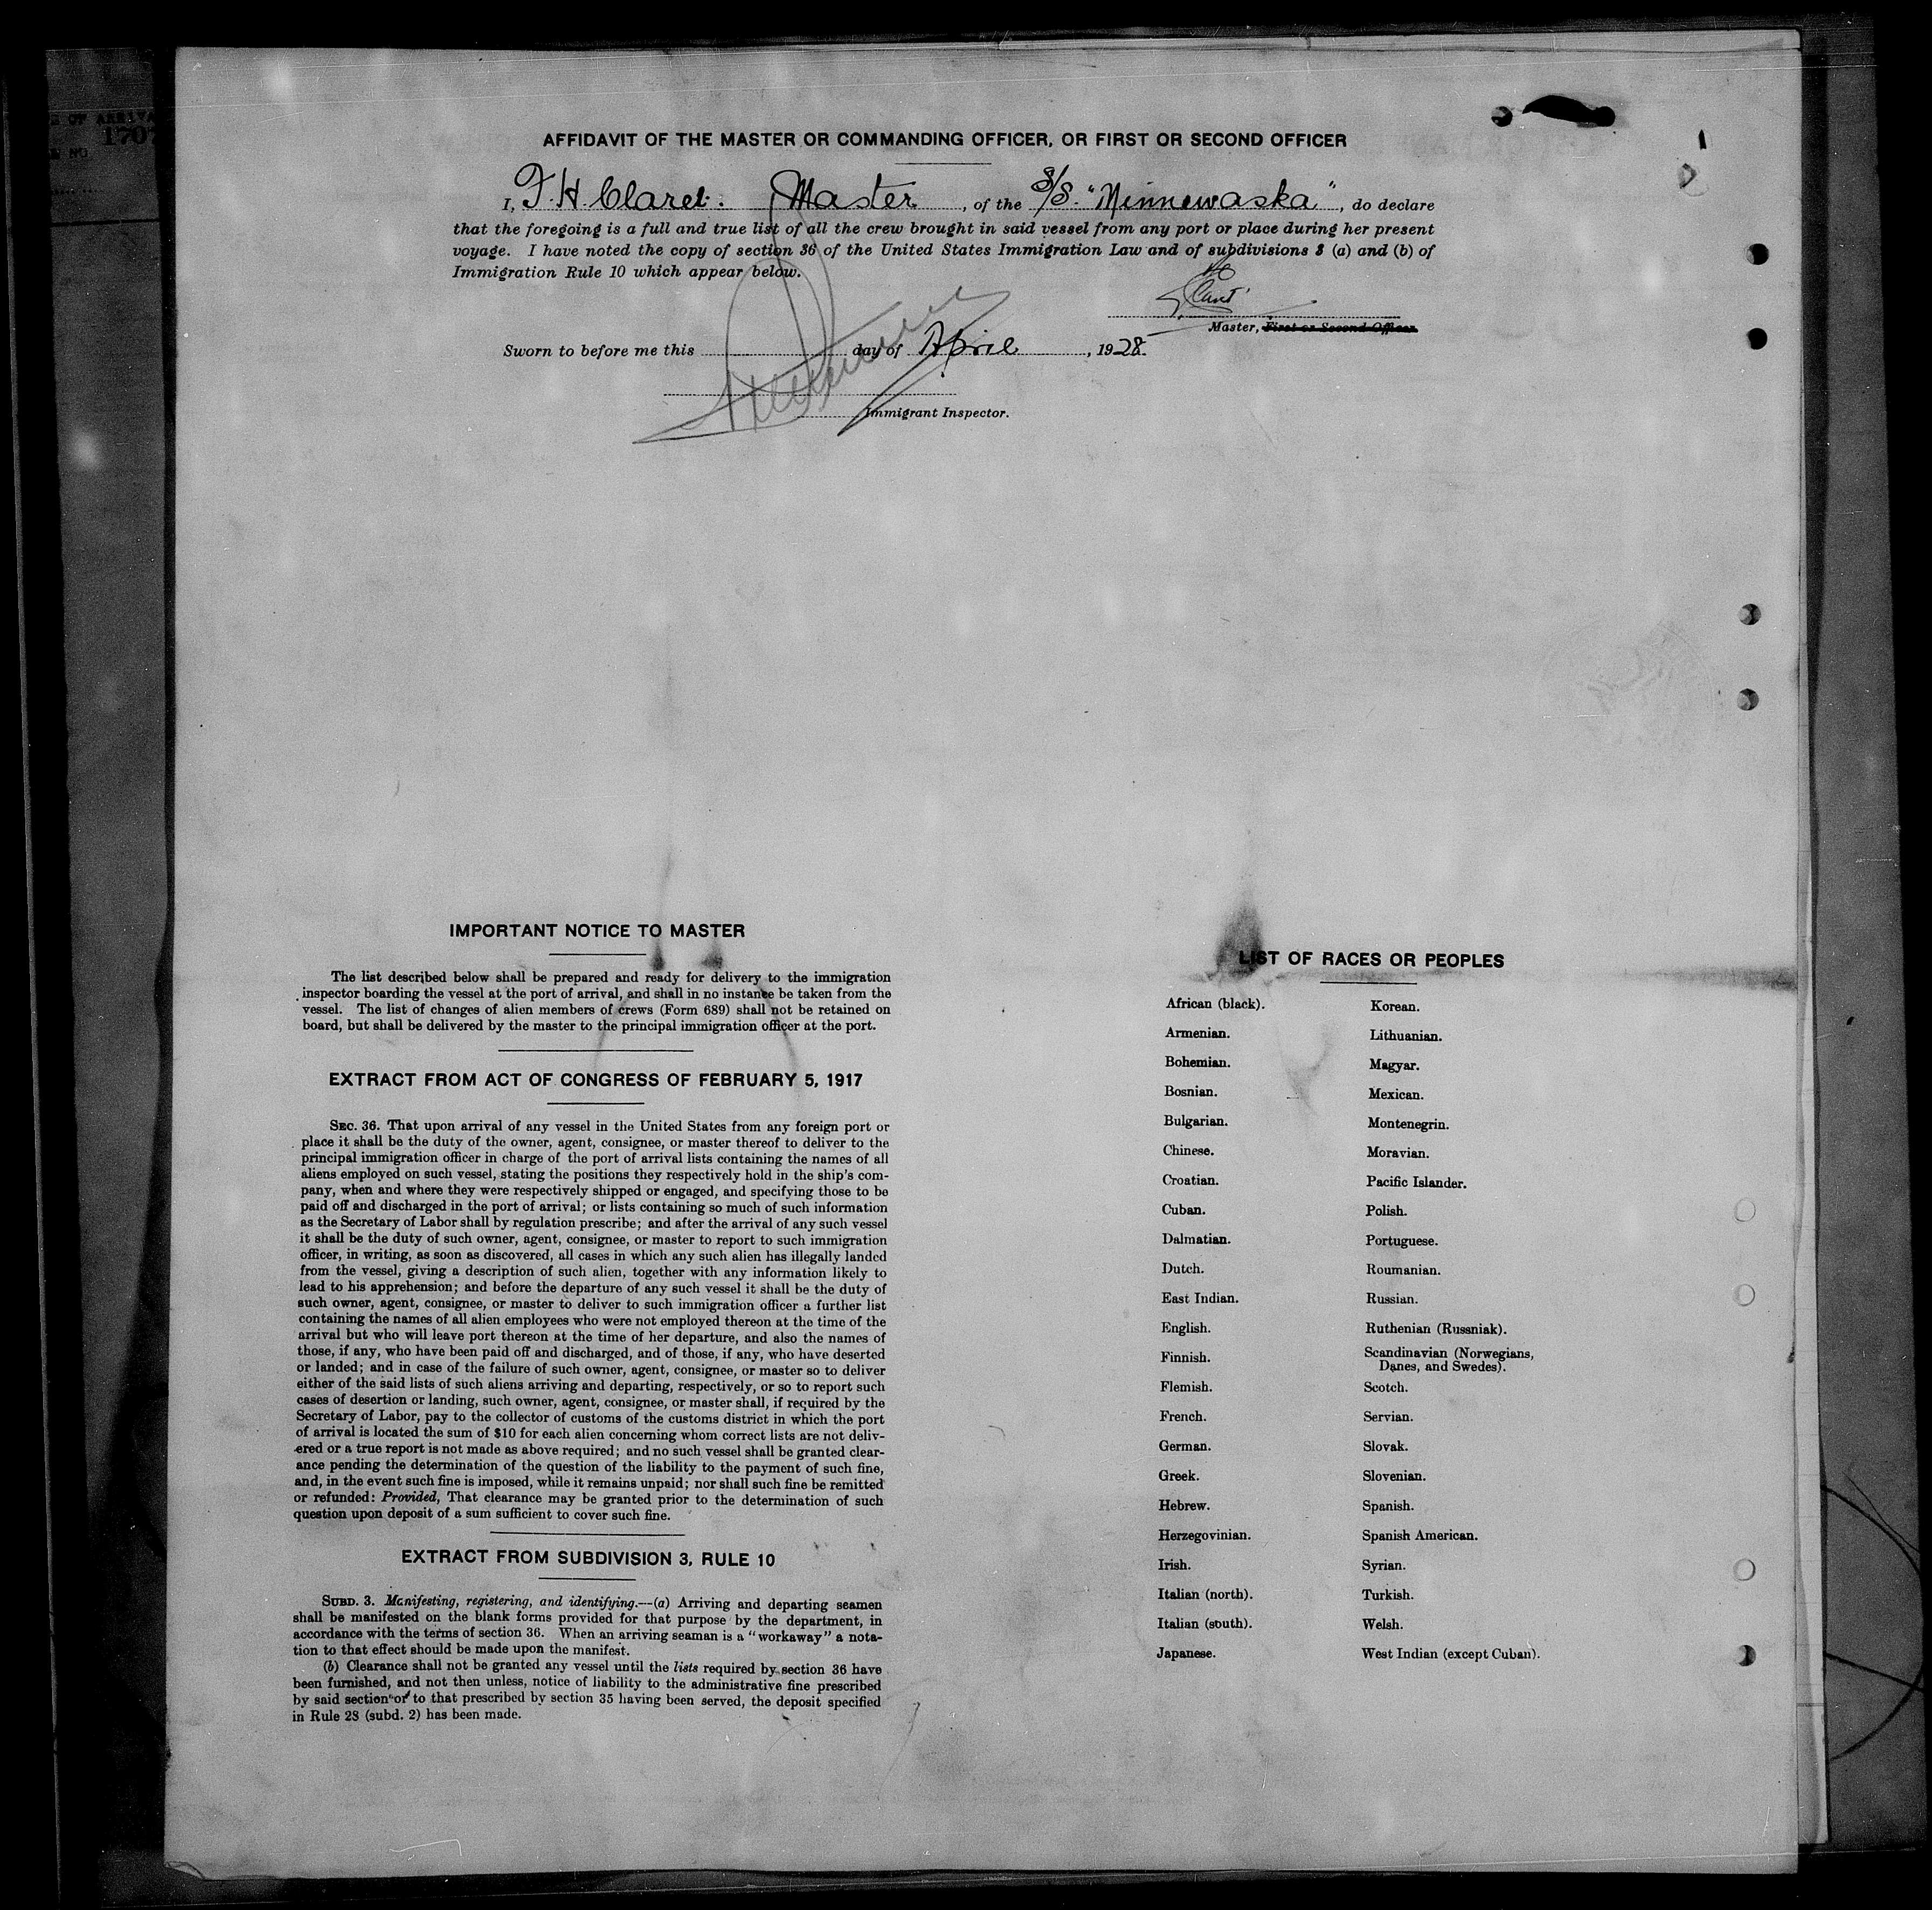 E OF ARRIVA
1707
NO.
AFFIDAVIT OF THE MASTER OR COMMANDING OFFICER, OR FIRST OR SECOND OFFICER
I, F. H. Claret. Master, of the S/S. "Minnewaska", do declare
that the foregoing is a full and true list of all the crew brought in said vessel from any port or place during her present
voyage. I have noted the copy of section 36 of the United States Immigration Law and of subdivisions 3 (a) and (b) of
Immigration Rule 10 which appear below.
Master, First or Second Officer.
Sworn to before me this day of April, 1928.
Immigrant Inspector.
IMPORTANT NOTICE TO MASTER
The list described below shall be prepared and ready for delivery to the immigration
inspector boarding the vessel at the port of arrival, and shall in no instance be taken from the
vessel. The list of changes of alien members of crews (Form 689) shall not be retained on
board, but shall be delivered by the master to the principal immigration officer at the port.
EXTRACT FROM ACT OF CONGRESS OF FEBRUARY 5, 1917
SEC. 36. That upon arrival of any vessel in the United States from any foreign port or
place it shall be the duty of the owner, agent, consignee, or master thereof to deliver to the
principal immigration officer in charge of the port of arrival lists containing the names of all
aliens employed on such vessel, stating the positions they respectively hold in the ship's com-
pany, when and where they were respectively shipped or engaged, and specifying those to be
paid off and discharged in the port of arrival; or lists containing so much of such information
as the Secretary of Labor shall by regulation prescribe; and after the arrival of any such vessel
it shall be the duty of such owner, agent, consignee, or master to report to such immigration
officer, in writing, as soon as discovered, all cases in which any such alien has illegally landed
from the vessel, giving a description of such alien, together with any information likely to
lead to his apprehension; and before the departure of any such vessel it shall be the duty of
such owner, agent, consignee, or master to deliver to such immigration officer a further list
containing the names of all alien employees who were not employed thereon at the time of the
arrival but who will leave port thereon at the time of her departure, and also the names of
those, if any, who have been paid off and discharged, and of those, if any, who have deserted
or landed; and in case of the failure of such owner, agent, consignee, or master so to deliver
either of the said lists of such aliens arriving and departing, respectively, or so to report such
cases of desertion or landing, such owner, agent, consignee, or master shall, if required by the
Secretary of Labor, pay to the collector of customs of the customs district in which the port
of arrival is located the sum of $10 for each alien concerning whom correct lists are not deliv-
ered or a true report is not made as above required; and no such vessel shall be granted clear-
ance pending the determination of the question of the liability to the payment of such fine,
and, in the event such fine is imposed, while it remains unpaid; nor shall such fine be remitted
or refunded: Provided, That clearance may be granted prior to the determination of such
question upon deposit of a sum sufficient to cover such fine.
EXTRACT FROM SUBDIVISION 3, RULE 10
SUBD. 3. Manifesting, registering, and identifying.—(a) Arriving and departing seamen
shall be manifested on the blank forms provided for that purpose by the department, in
accordance with the terms of section 36. When an arriving seaman is a "workaway" a nota-
tion to that effect should be made upon the manifest.
(b) Clearance shall not be granted any vessel until the lists required by section 36 have
been furnished, and not then unless, notice of liability to the administrative fine prescribed
by said section or to that prescribed by section 35 having been served, the deposit specified
in Rule 28 (subd. 2) has been made.
LIST OF RACES OR PEOPLES
African (black).
Armenian.
Bohemian.
Bosnian.
Bulgarian.
Chinese.
Croatian.
Cuban.
Dalmatian.
Dutch.
East Indian.
English.
Finnish.
Flemish.
French.
German.
Greek.
Hebrew.
Herzegovinian.
Irish.
Italian (north).
Italian (south).
Japanese.
Korean.
Lithuanian.
Magyar.
Mexican.
Montenegrin.
Moravian.
Pacific Islander.
Polish.
Portuguese.
Roumanian.
Russian.
Ruthenian (Russniak).
Scandinavian (Norwegians,
Danes, and Swedes).
Scotch.
Servian.
Slovak.
Slovenian.
Spanish.
Spanish American.
Syrian.
Turkish.
Welsh.
West Indian (except Cuban).